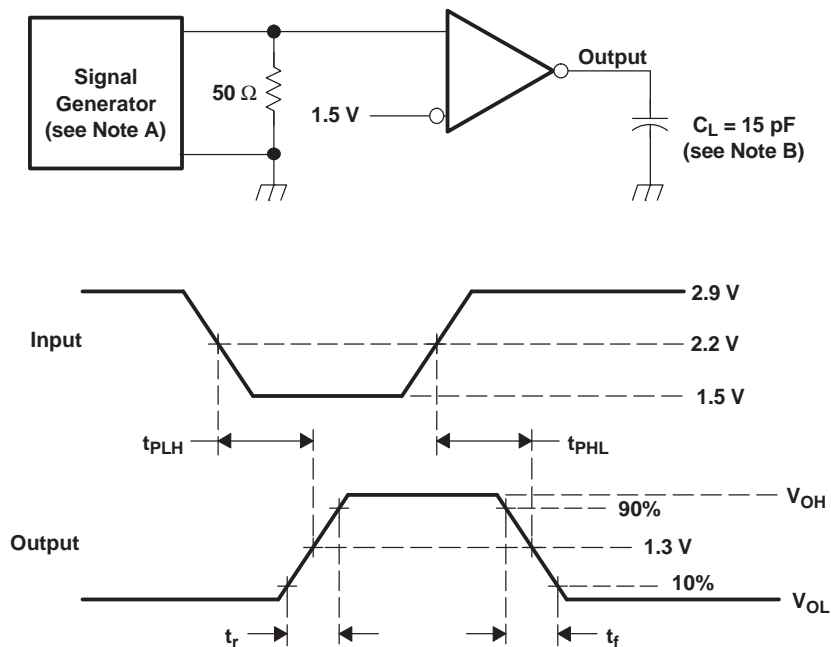 Signal
Generator
(see Note A)
50 Ω
1.5 V
Output
C_L = 15 pF
(see Note B)
Input
2.9 V
2.2 V
1.5 V
t_PLH
t_PHL
Output
V_OH
90%
1.3 V
10%
V_OL
t_r
t_f